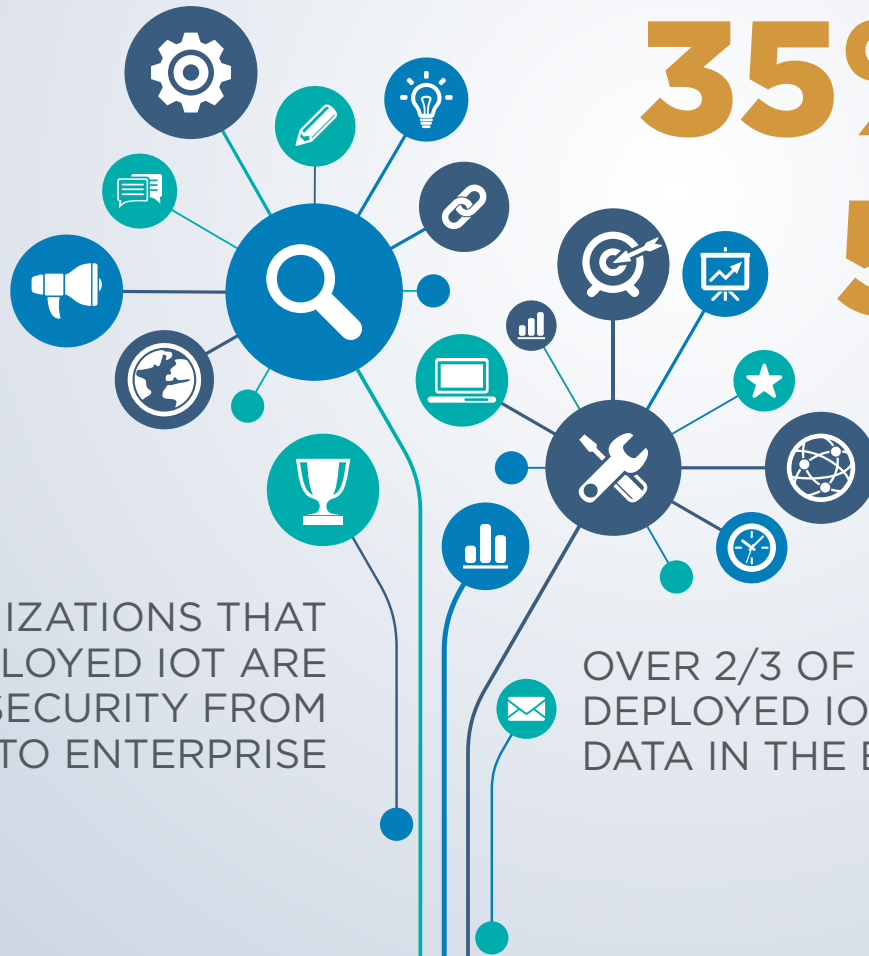 35%
5
IZATIONS THAT
LOYED IOT ARE
SECURITY FROM
TO ENTERPRISE
OVER 2/3 OF
DEPLOYED IO
DATA IN THE